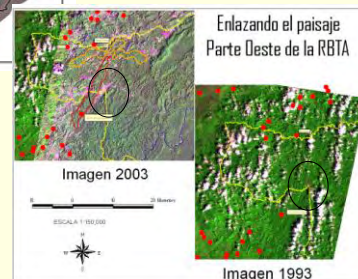 Enlazando el paisaje
Parte Oeste de la RBTA
Imagen 2003
ESCALA 1:150,000
N
W
E
S
Imagen 1993